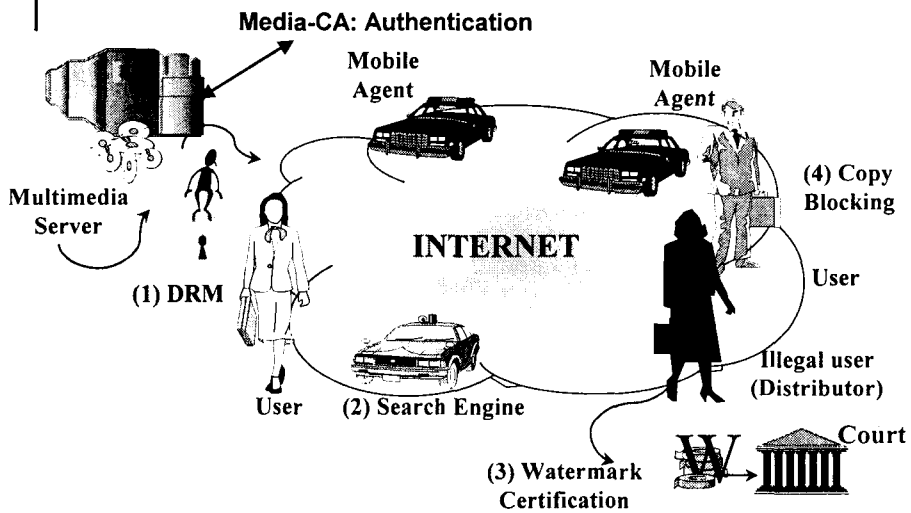 Media-CA: Authentication
Mobile
Agent
Mobile
Agent
(4) Copy
Blocking
Multimedia
Server
INTERNET
(1) DRM
User
Illegal user
(Distributor)
User
(2) Search Engine
Court
W
(3) Watermark
Certification